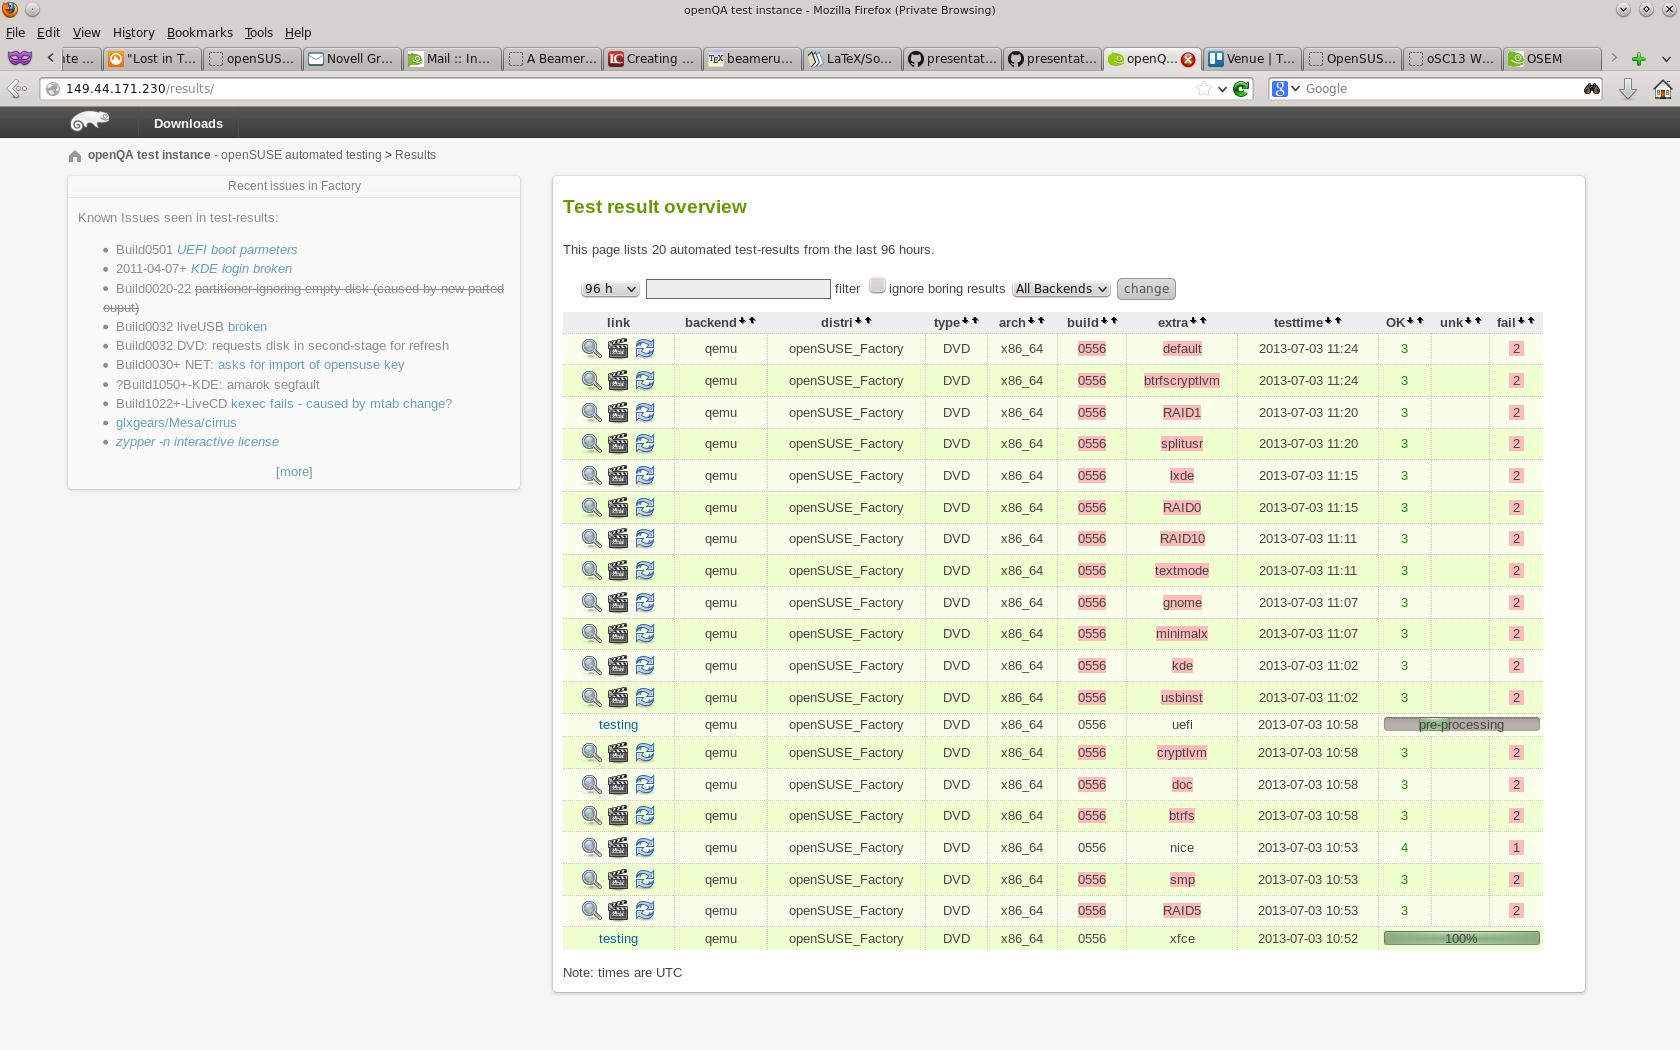 openQA test instance - Mozilla Firefox (Private Browsing)
File Edit View History Bookmarks Tools Help
ate ... "Lost in T... openSUS... Novell Gr... Mail :: In... A Beamer... Creating ... beameru... LaTeX/So... presentat... presentat... openQ... Venue | T... OpenSUS... oSC13 W... OSEM
149.44.171.230/results/ Google
Downloads
openQA test instance - openSUSE automated testing > Results
Recent issues in Factory
Known Issues seen in test-results:
Build0501 UEFI boot parmeters
2011-04-07+ KDE login broken
Build0020-22 partitioner ignoring empty disk (caused by new parted
ouput)
Build0032 liveUSB broken
Build0032 DVD: requests disk in second-stage for refresh
Build0030+ NET: asks for import of opensuse key
?Build1050+-KDE: amarok segfault
Build1022+-LiveCD kexec fails - caused by mtab change?
glxgears/Mesa/cirrus
zypper -n interactive license
[more]
Test result overview
This page lists 20 automated test-results from the last 96 hours.
96 h filter ignore boring results All Backends change
link backend distri type arch build extra testtime OK unk fail
qemu openSUSE_Factory DVD x86_64 0556 default 2013-07-03 11:24 3 2
qemu openSUSE_Factory DVD x86_64 0556 btrfscryptlvm 2013-07-03 11:24 3 2
qemu openSUSE_Factory DVD x86_64 0556 RAID1 2013-07-03 11:20 3 2
qemu openSUSE_Factory DVD x86_64 0556 splitusr 2013-07-03 11:20 3 2
qemu openSUSE_Factory DVD x86_64 0556 lxde 2013-07-03 11:15 3 2
qemu openSUSE_Factory DVD x86_64 0556 RAID0 2013-07-03 11:15 3 2
qemu openSUSE_Factory DVD x86_64 0556 RAID10 2013-07-03 11:11 3 2
qemu openSUSE_Factory DVD x86_64 0556 textmode 2013-07-03 11:11 3 2
qemu openSUSE_Factory DVD x86_64 0556 gnome 2013-07-03 11:07 3 2
qemu openSUSE_Factory DVD x86_64 0556 minimalx 2013-07-03 11:07 3 2
qemu openSUSE_Factory DVD x86_64 0556 kde 2013-07-03 11:02 3 2
qemu openSUSE_Factory DVD x86_64 0556 usbinst 2013-07-03 11:02 3 2
testing qemu openSUSE_Factory DVD x86_64 0556 uefi 2013-07-03 10:58 pre-processing
qemu openSUSE_Factory DVD x86_64 0556 cryptlvm 2013-07-03 10:58 3 2
qemu openSUSE_Factory DVD x86_64 0556 doc 2013-07-03 10:58 3 2
qemu openSUSE_Factory DVD x86_64 0556 btrfs 2013-07-03 10:58 3 2
qemu openSUSE_Factory DVD x86_64 0556 nice 2013-07-03 10:53 4 1
qemu openSUSE_Factory DVD x86_64 0556 smp 2013-07-03 10:53 3 2
qemu openSUSE_Factory DVD x86_64 0556 RAID5 2013-07-03 10:53 3 2
testing qemu openSUSE_Factory DVD x86_64 0556 xfce 2013-07-03 10:52 100%
Note: times are UTC